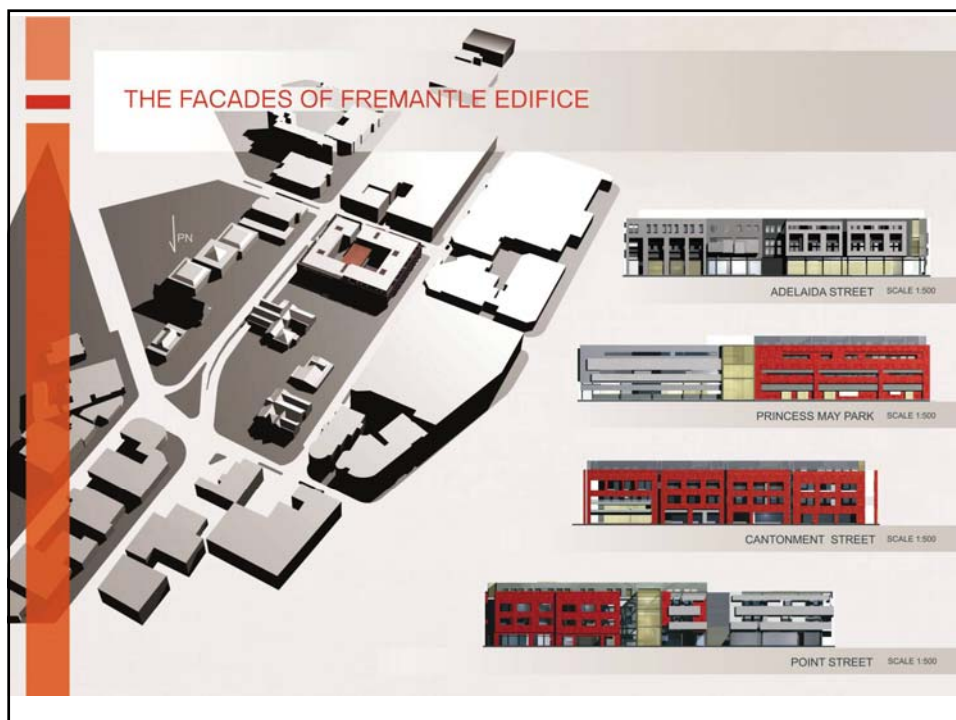 THE FACADES OF FREMANTLE EDIFICE
PN
ADELAIDA STREET SCALE 1:500
PRINCESS MAY PARK SCALE 1:500
CANTONMENT STREET SCALE 1:500
POINT STREET SCALE 1:500